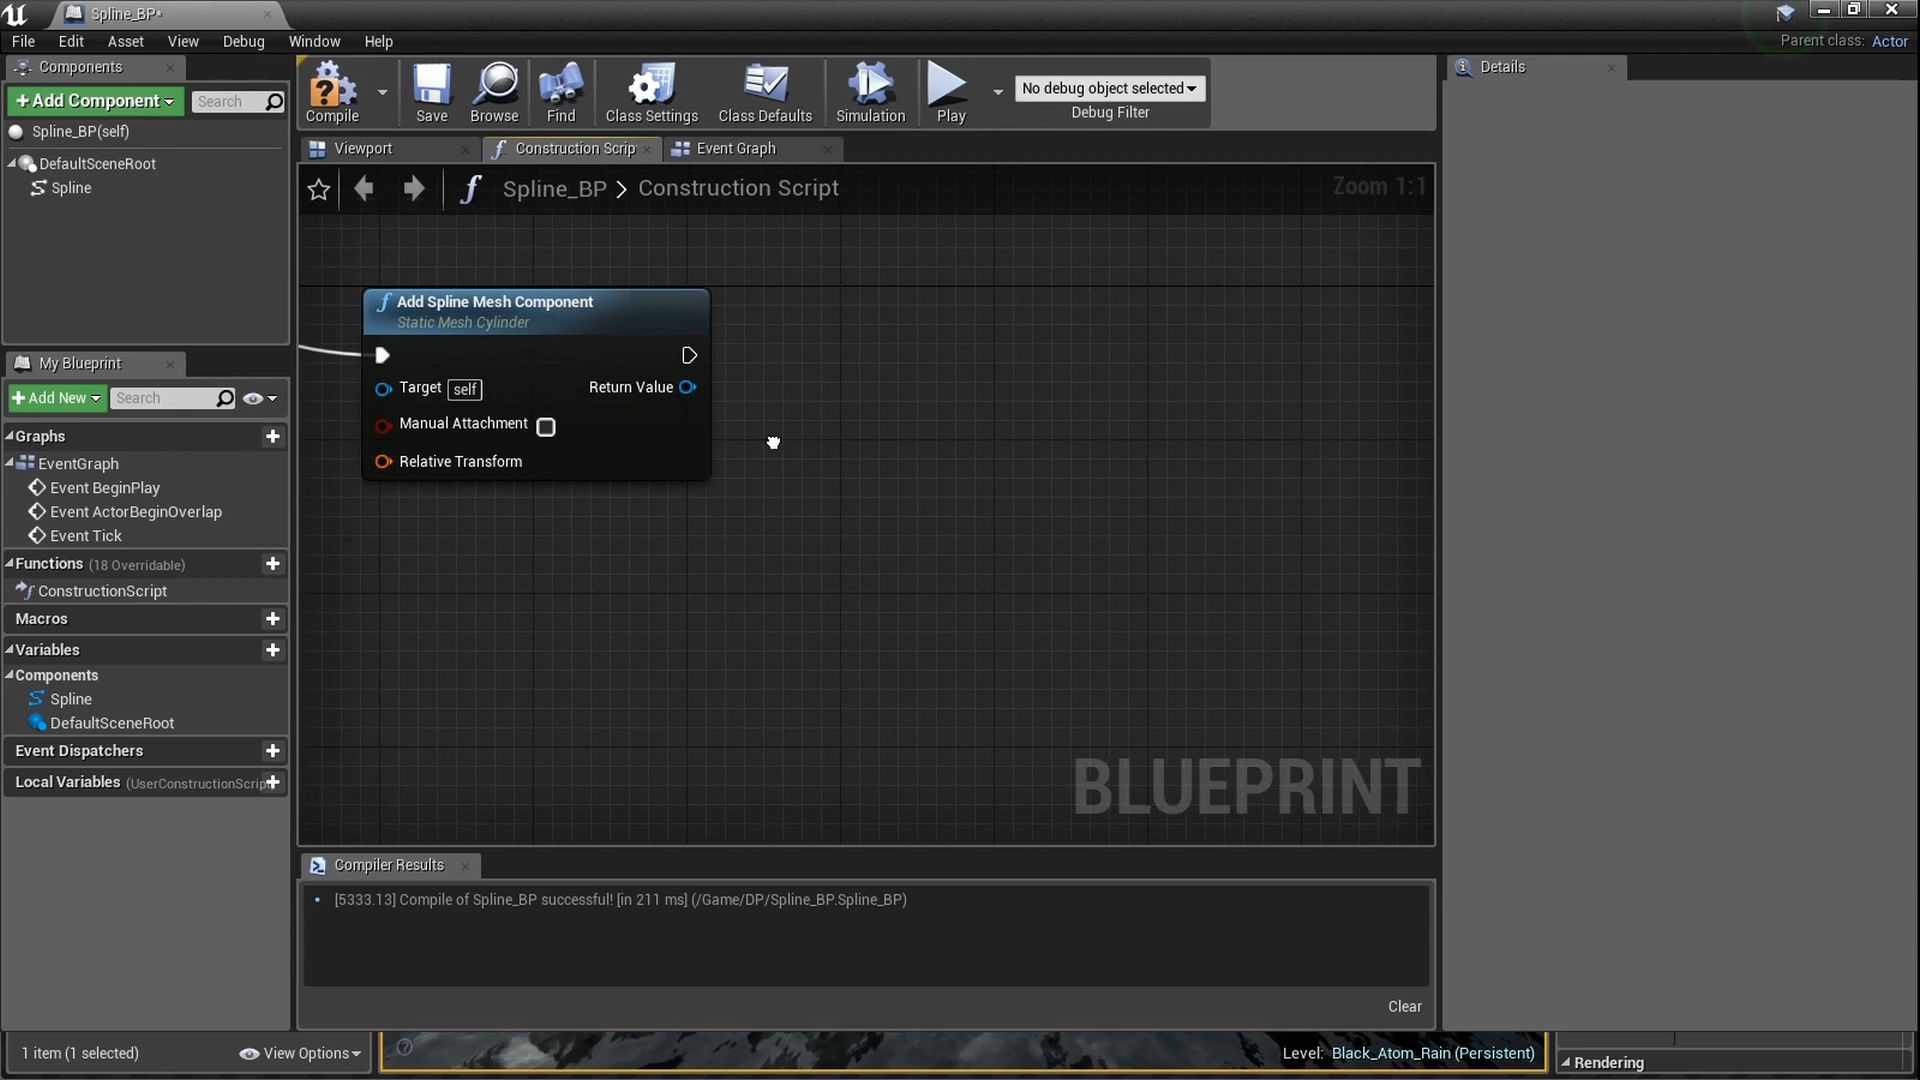 Spline_BP*
File Edit Asset View Debug Window Help
Parent class: Actor
Components
+Add Component Search
Spline_BP(self)
DefaultSceneRoot
Spline
Compile Save Browse Find Class Settings Class Defaults Simulation Play
No debug object selected
Debug Filter
Details
Viewport Construction Scrip Event Graph
Spline_BP > Construction Script
Zoom 1:1
Add Spline Mesh Component
Static Mesh Cylinder
Target self Return Value
Manual Attachment
Relative Transform
BLUEPRINT
My Blueprint
+Add New Search
Graphs
EventGraph
Event BeginPlay
Event ActorBeginOverlap
Event Tick
Functions (18 Overridable)
ConstructionScript
Macros
Variables
Components
Spline
DefaultSceneRoot
Event Dispatchers
Local Variables (UserConstructionScrip
Compiler Results
[5333.13] Compile of Spline_BP successful! [in 211 ms] (/Game/DP/Spline_BP.Spline_BP)
Clear
1 item (1 selected) View Options
Level: Black_Atom_Rain (Persistent)
Rendering